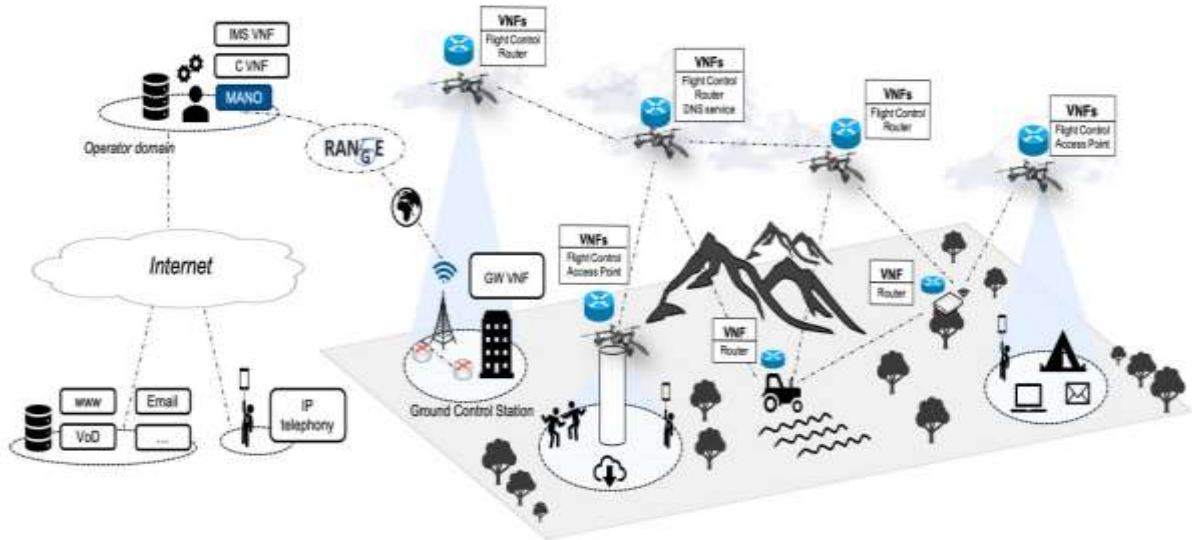 IMS VNF
C VNF
MANO
Operator domain
RANGE
Internet
www
Email
VoD
...
IP
telephony
VNFs
Flight Control
Router
VNFs
Flight Control
Router
DNS service
VNFs
Flight Control
Router
VNFs
Flight Control
Access Point
VNFs
Flight Control
Access Point
GW VNF
Ground Control Station
VNF
Router
VNF
Router